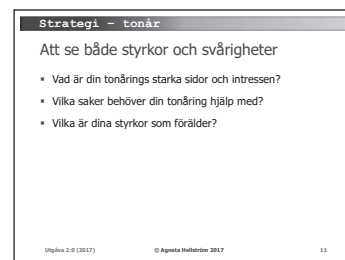 Strategi – tonår
Att se både styrkor och svårigheter
▪ Vad är din tonårings starka sidor och intressen?
▪ Vilka saker behöver din tonåring hjälp med?
▪ Vilka är dina styrkor som förälder?
Utgåva 2:0 (2017) © Agneta Hellström 2017 11